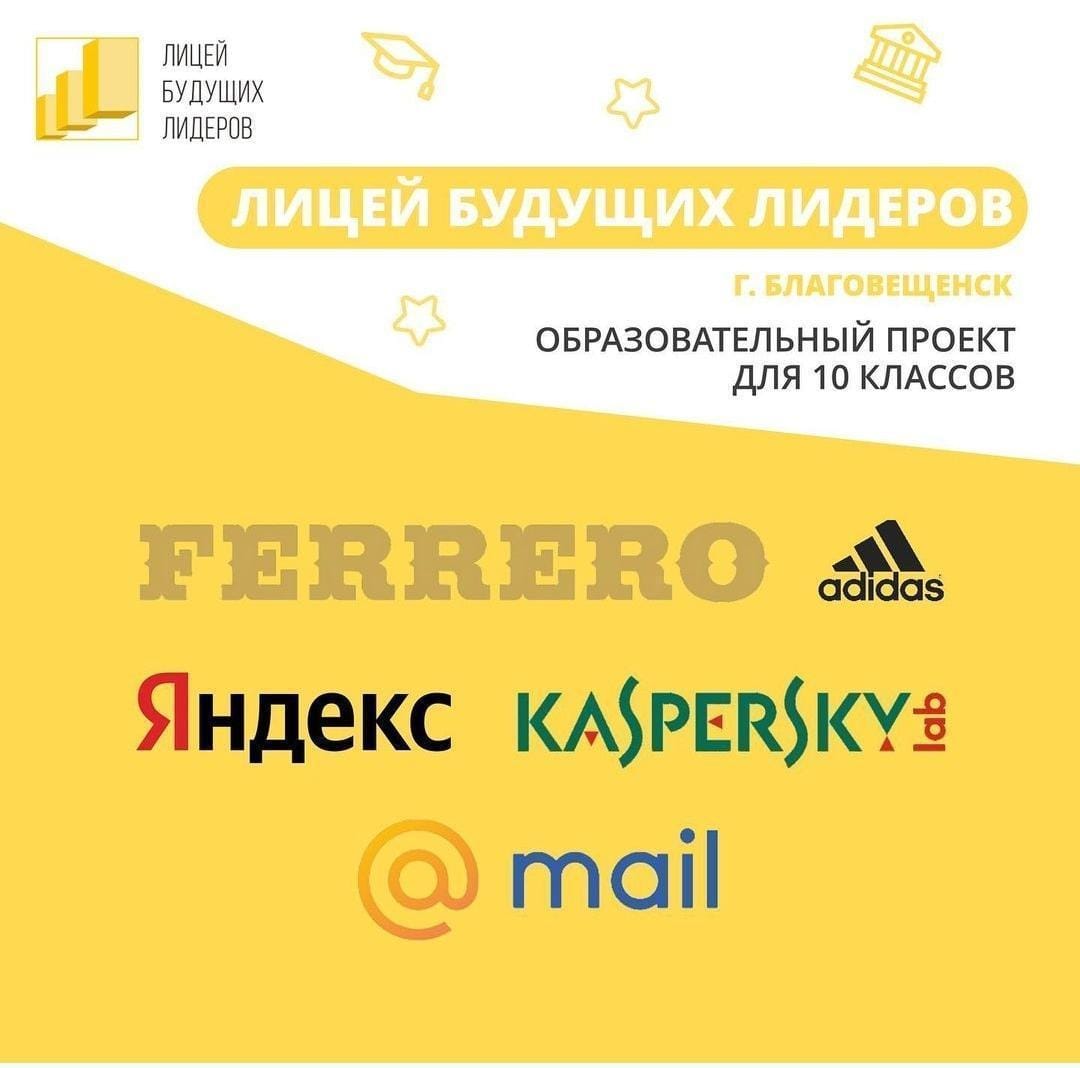 ЛИЦЕЙ
БУДУЩИХ
ЛИДЕРОВ
ЛИЦЕЙ БУДУЩИХ ЛИДЕРОВ
Г. БЛАГОВЕЩЕНСК
ОБРАЗОВАТЕЛЬНЫЙ ПРОЕКТ
ДЛЯ 10 КЛАССОВ
FERRERO
adidas
Яндекс
KASPERSKY lab
@ mail